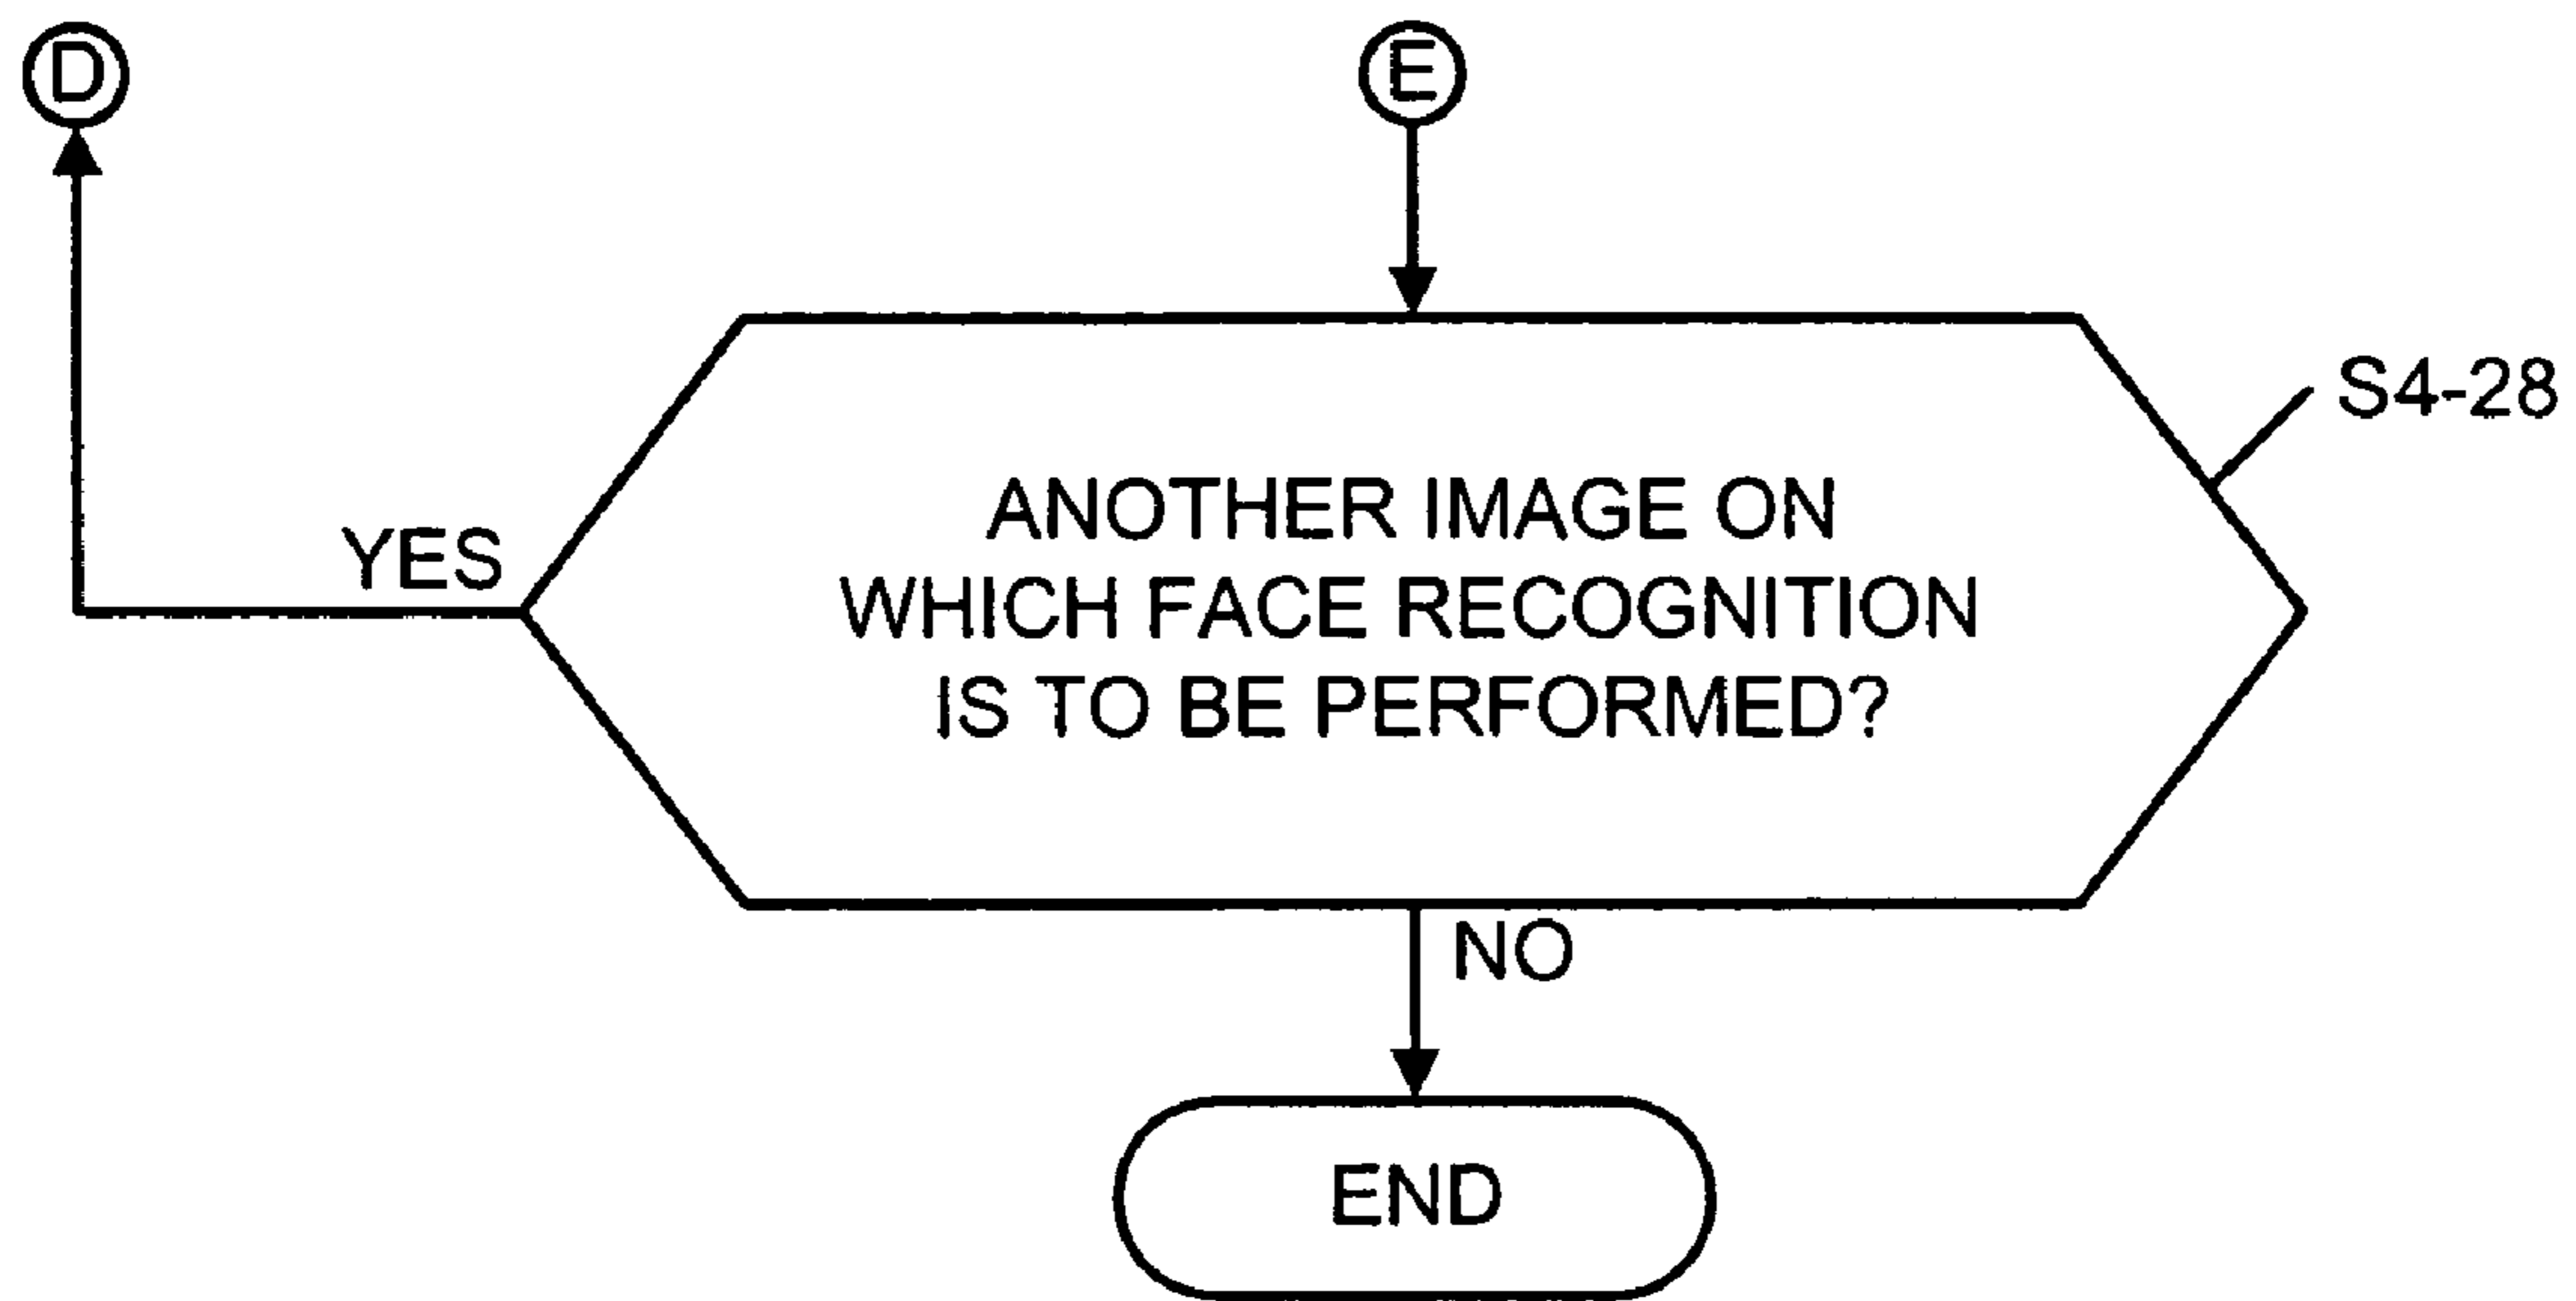 D
E
S4-28
ANOTHER IMAGE ON
WHICH FACE RECOGNITION
IS TO BE PERFORMED?
YES
NO
END